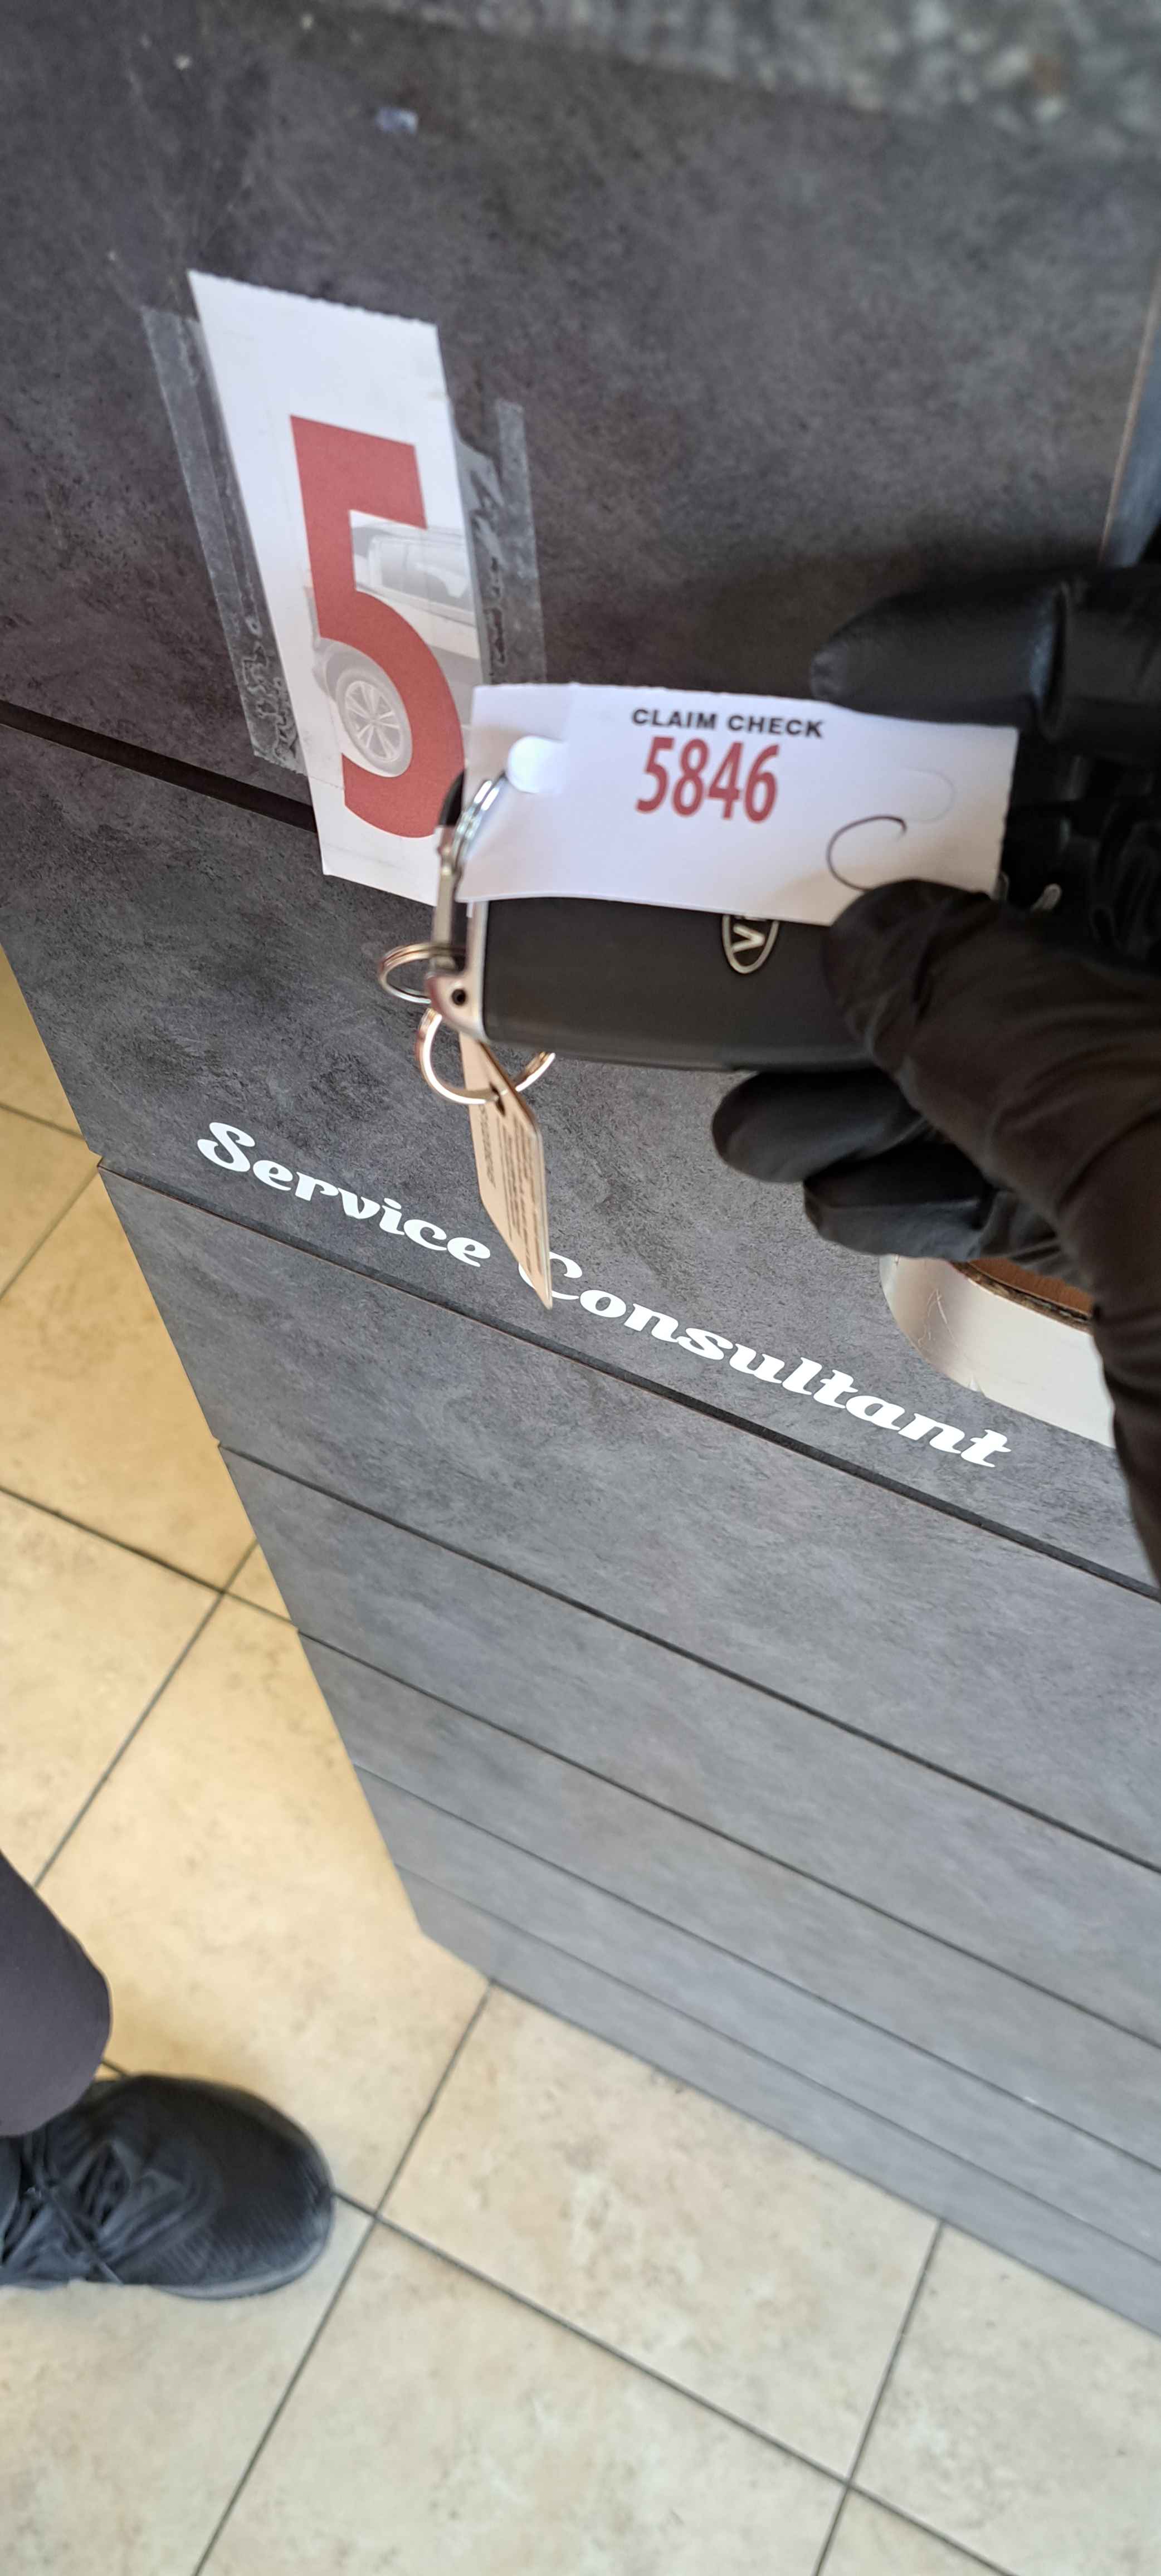 5
CLAIM CHECK
5846
Service Consultant